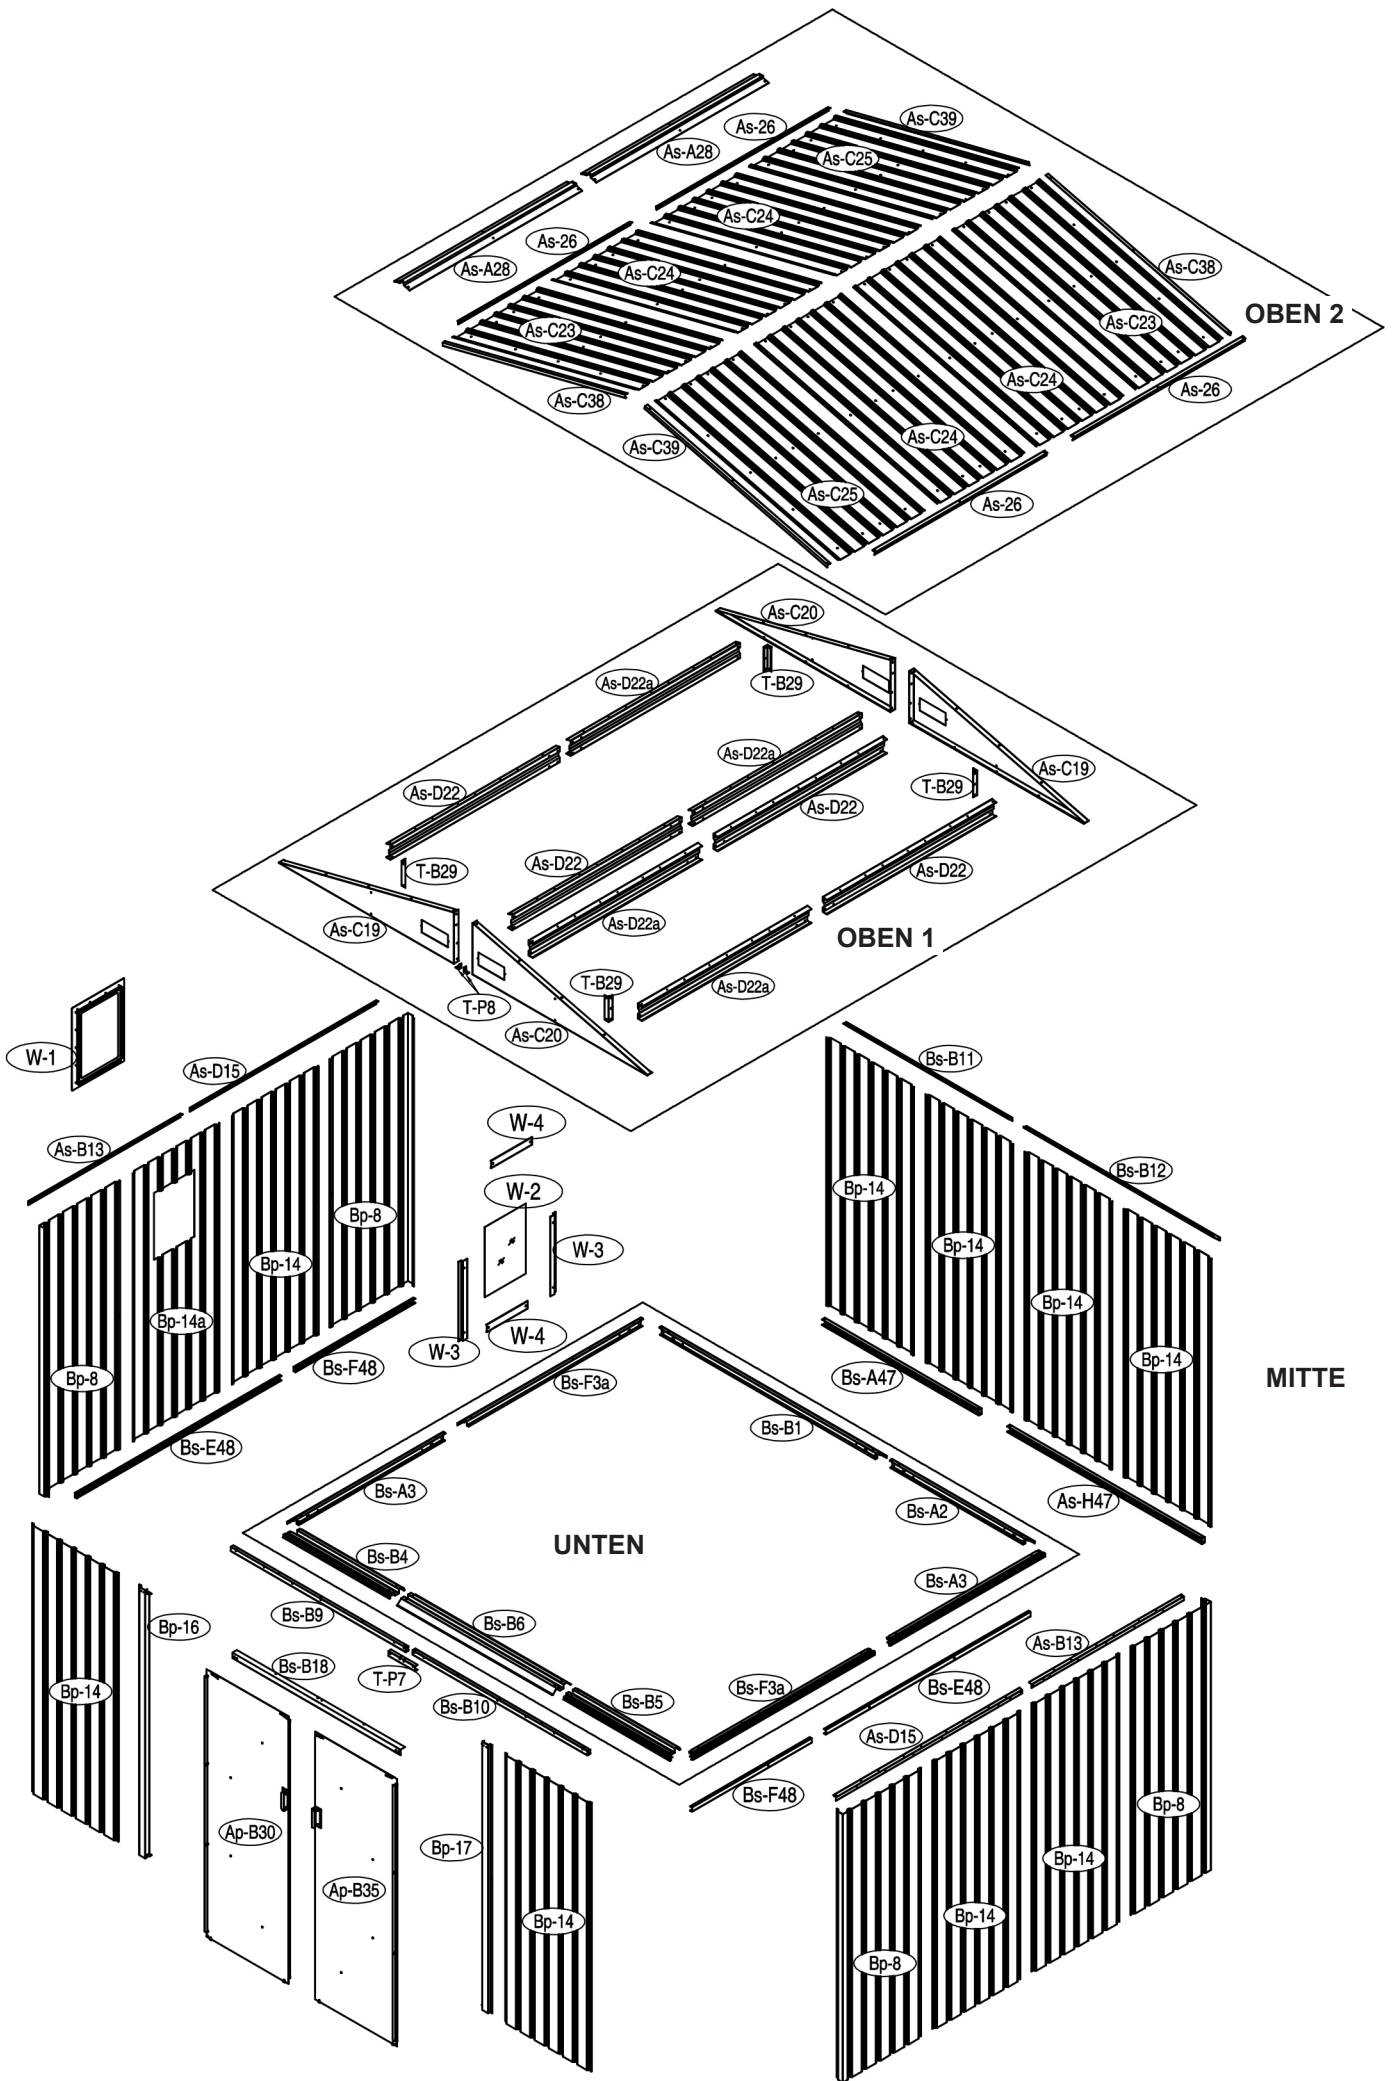 As-C39
As-26
As-A28
As-C25
As-C24
As-26
As-A28
As-C24
As-C38
OBEN 2
As-C23
As-C23
As-C24
As-26
As-C38
As-C24
As-C39
As-C25
As-26
As-C20
As-D22a
T-B29
As-D22a
As-C19
As-D22
T-B29
As-D22
As-D22
T-B29
As-D22
As-C19
As-D22a
OBEN 1
T-B29
As-D22a
T-P8
As-C20
W-1
As-D15
Bs-B11
As-B13
W-4
Bs-B12
Bp-14
W-2
Bp-8
Bp-14
W-3
Bp-14
Bp-14
Bp-14a
W-4
W-3
Bp-14
Bs-F48
Bp-8
Bs-A47
MITTE
Bs-F3a
Bs-B1
Bs-E48
Bs-A3
As-H47
Bs-A2
UNTEN
Bs-B4
Bs-A3
Bs-B9
Bs-B6
Bp-16
As-B13
T-P7
Bs-B18
Bs-B5
Bs-F3a
Bs-E48
Bp-14
Bs-B10
As-D15
Bs-F48
Bp-8
Ap-B30
Bp-17
Bp-14
Ap-B35
Bp-14
Bp-14
Bp-8